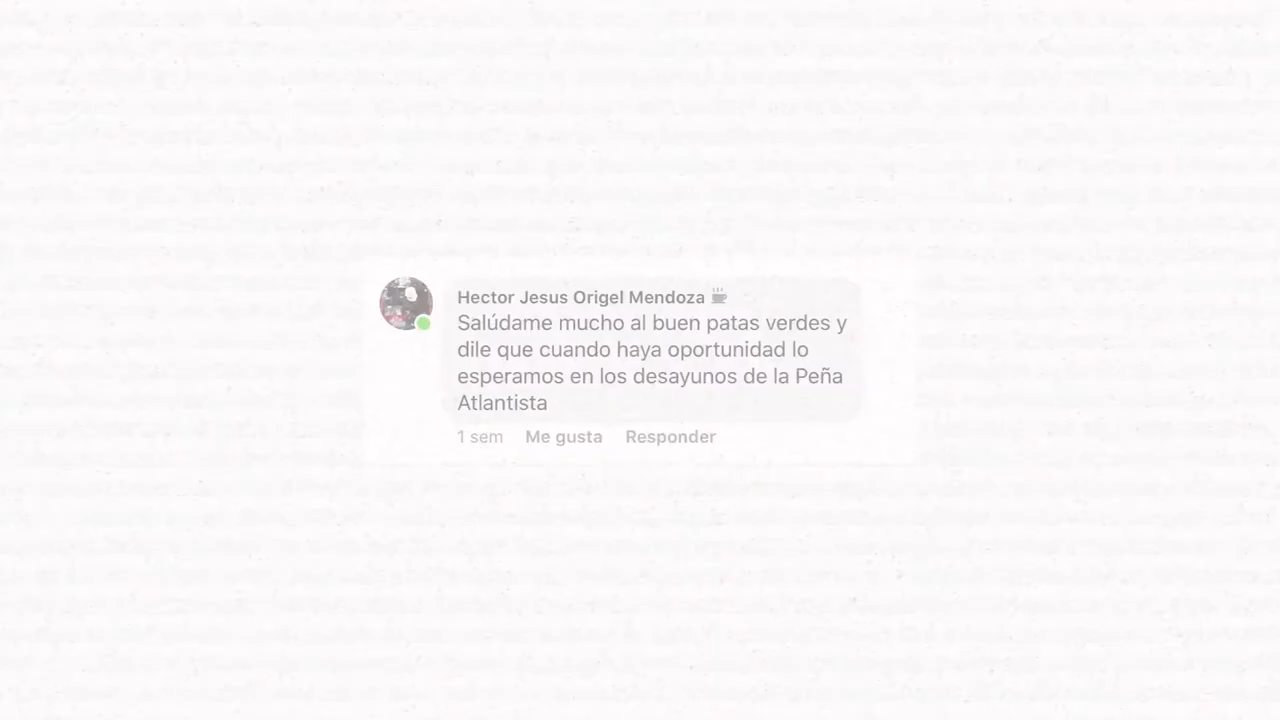 Hector Jesus Origel Mendoza
Salúdame mucho al buen patas verdes y
dile que cuando haya oportunidad lo
esperamos en los desayunos de la Peña
Atlantista
1 sem Me gusta Responder